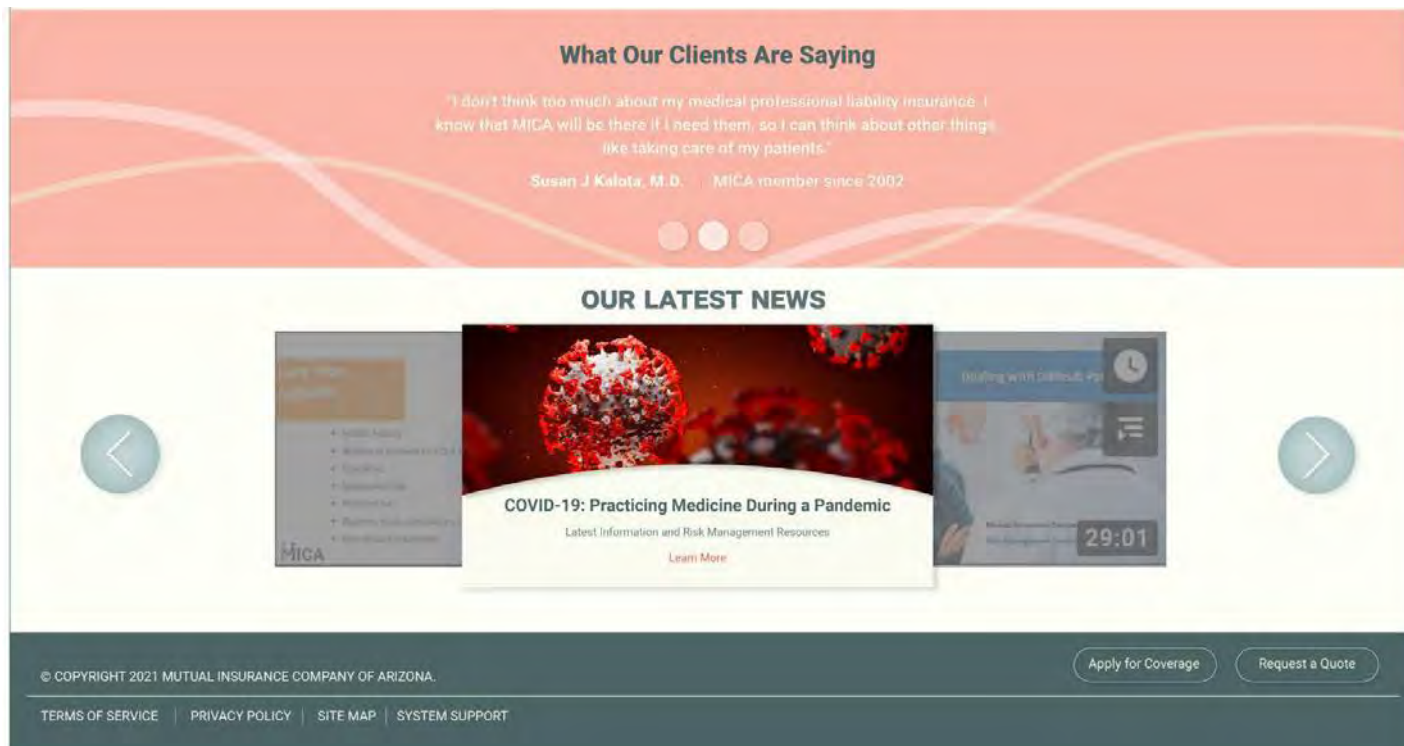 What Our Clients Are Saying
"I don't think too much about my medical professional liability insurance. I
know that MICA will be there if I need them, so I can think about other things
like taking care of my patients."
Susan J Kalota, M.D. | MICA member since 2002
OUR LATEST NEWS
MICA
Dealing with Difficult
29:01
COVID-19: Practicing Medicine During a Pandemic
Latest Information and Risk Management Resources
Learn More
Apply for Coverage
Request a Quote
© COPYRIGHT 2021 MUTUAL INSURANCE COMPANY OF ARIZONA.
TERMS OF SERVICE | PRIVACY POLICY | SITE MAP | SYSTEM SUPPORT